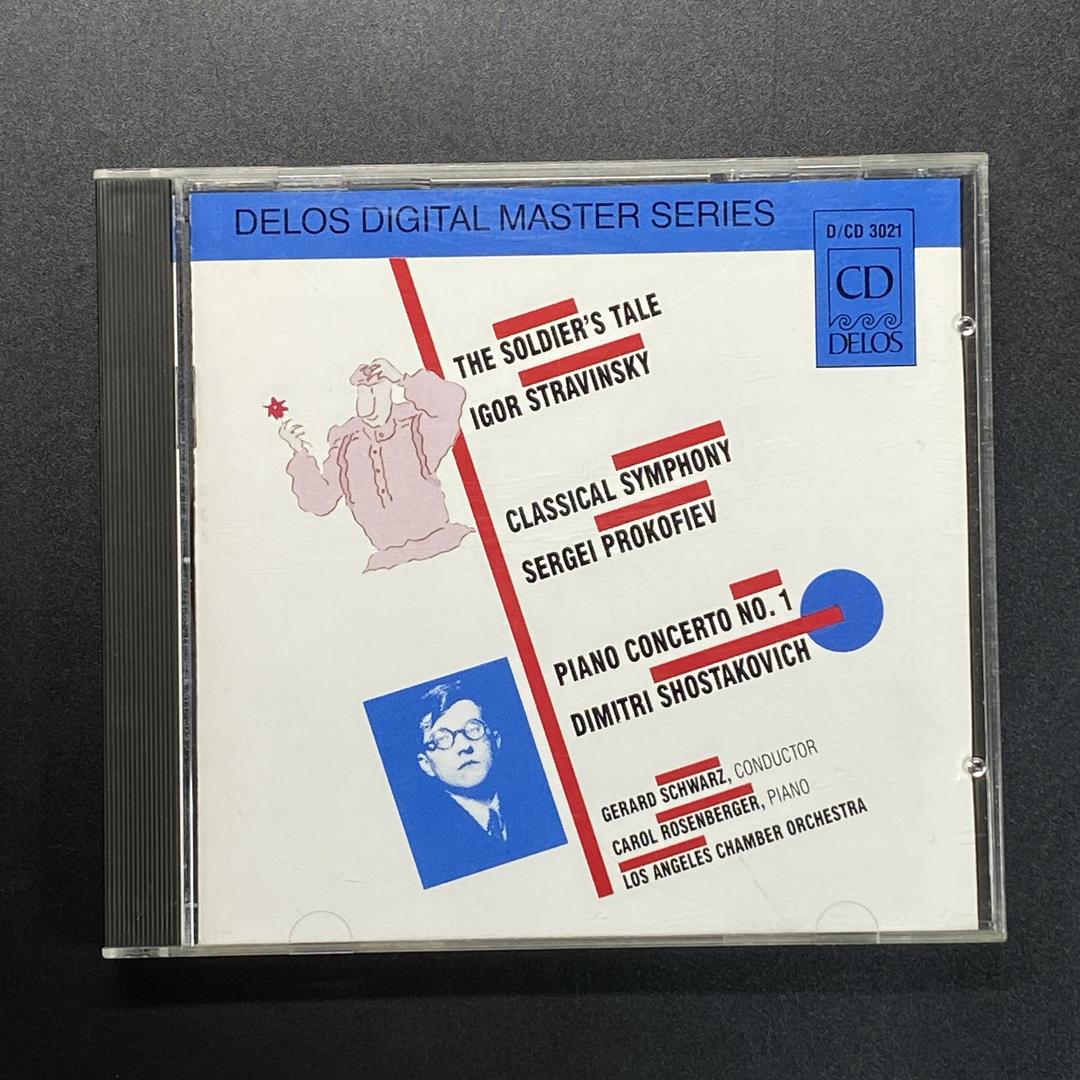 DELOS DIGITAL MASTER SERIES
D/CD 3021
CD
DELOS
THE SOLDIER'S TALE
IGOR STRAVINSKY
CLASSICAL SYMPHONY
SERGEI PROKOFIEV
PIANO CONCERTO NO. 1
DIMITRI SHOSTAKOVICH
GERARD SCHWARZ, CONDUCTOR
CAROL ROSENBERGER, PIANO
LOS ANGELES CHAMBER ORCHESTRA